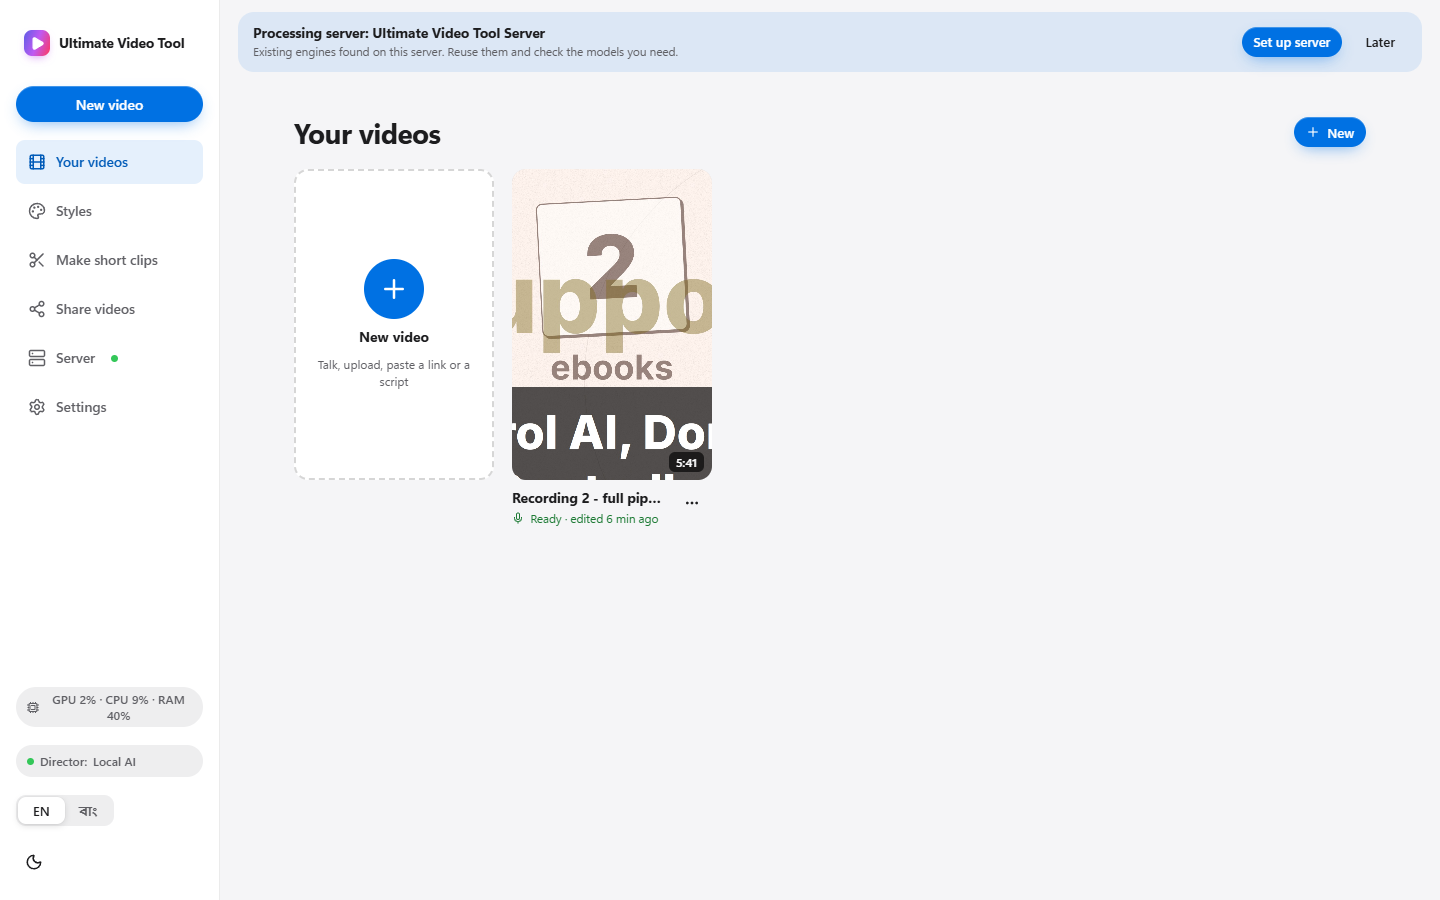 Ultimate Video Tool
New video
Your videos
Styles
Make short clips
Share videos
Server
Settings
GPU 2% · CPU 9% · RAM
40%
Director: Local AI
EN
বাং
Processing server: Ultimate Video Tool Server
Existing engines found on this server. Reuse them and check the models you need.
Set up server
Later
Your videos
+ New
New video
Talk, upload, paste a link or a
script
2
uppo
ebooks
rol AI, Do
5:41
Recording 2 - full pip...
Ready · edited 6 min ago